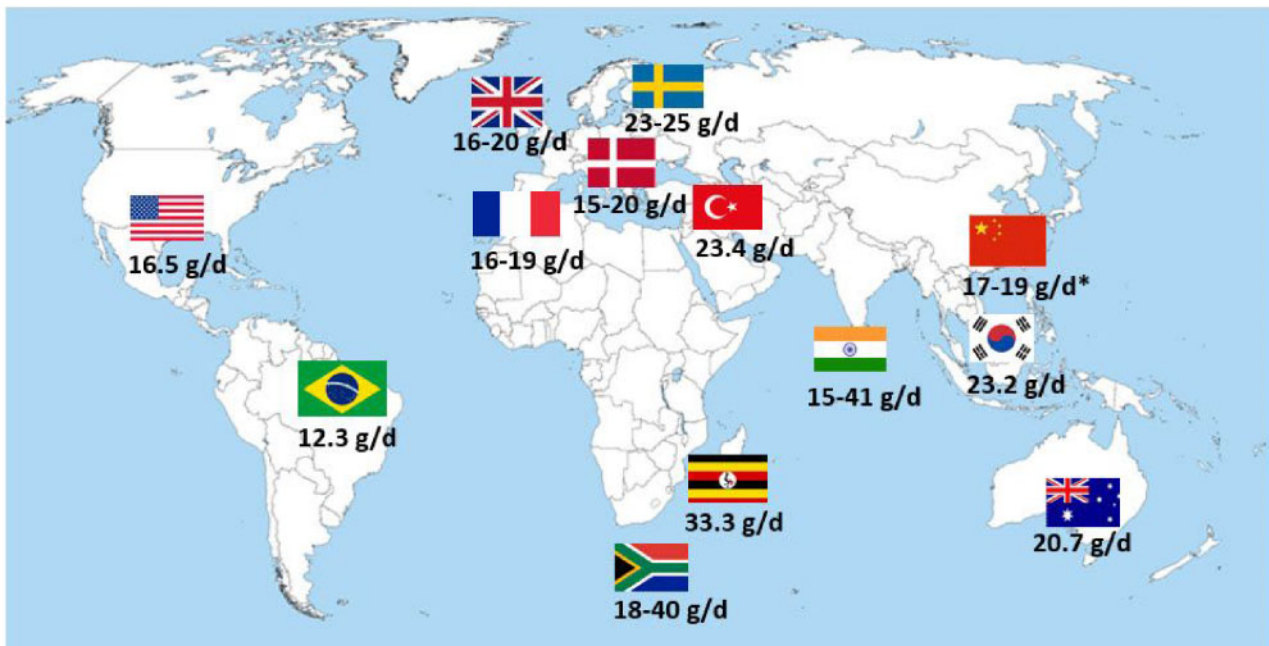 16-20 g/d
23-25 g/d
15-20 g/d
16.5 g/d
16-19 g/d
23.4 g/d
17-19 g/d*
12.3 g/d
15-41 g/d
23.2 g/d
33.3 g/d
20.7 g/d
18-40 g/d